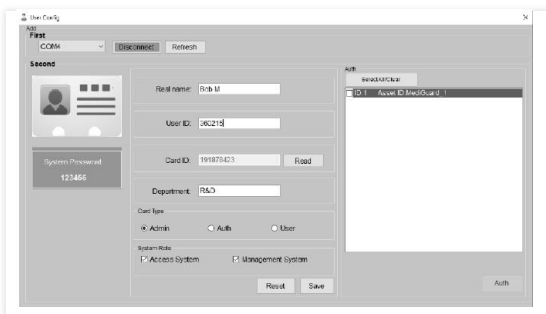 User Config
Add
First
COM4 Disconnect Refresh
Second
System Password
123456
Real name: Bob M
User ID: 360215
Card ID: 191876423 Read
Department: R&D
Card Type
Admin Auth User
System Role
Access System Management System
Reset Save
Auth
Select All/Clear
ID 1 Asset ID MediGuard 1
Auth